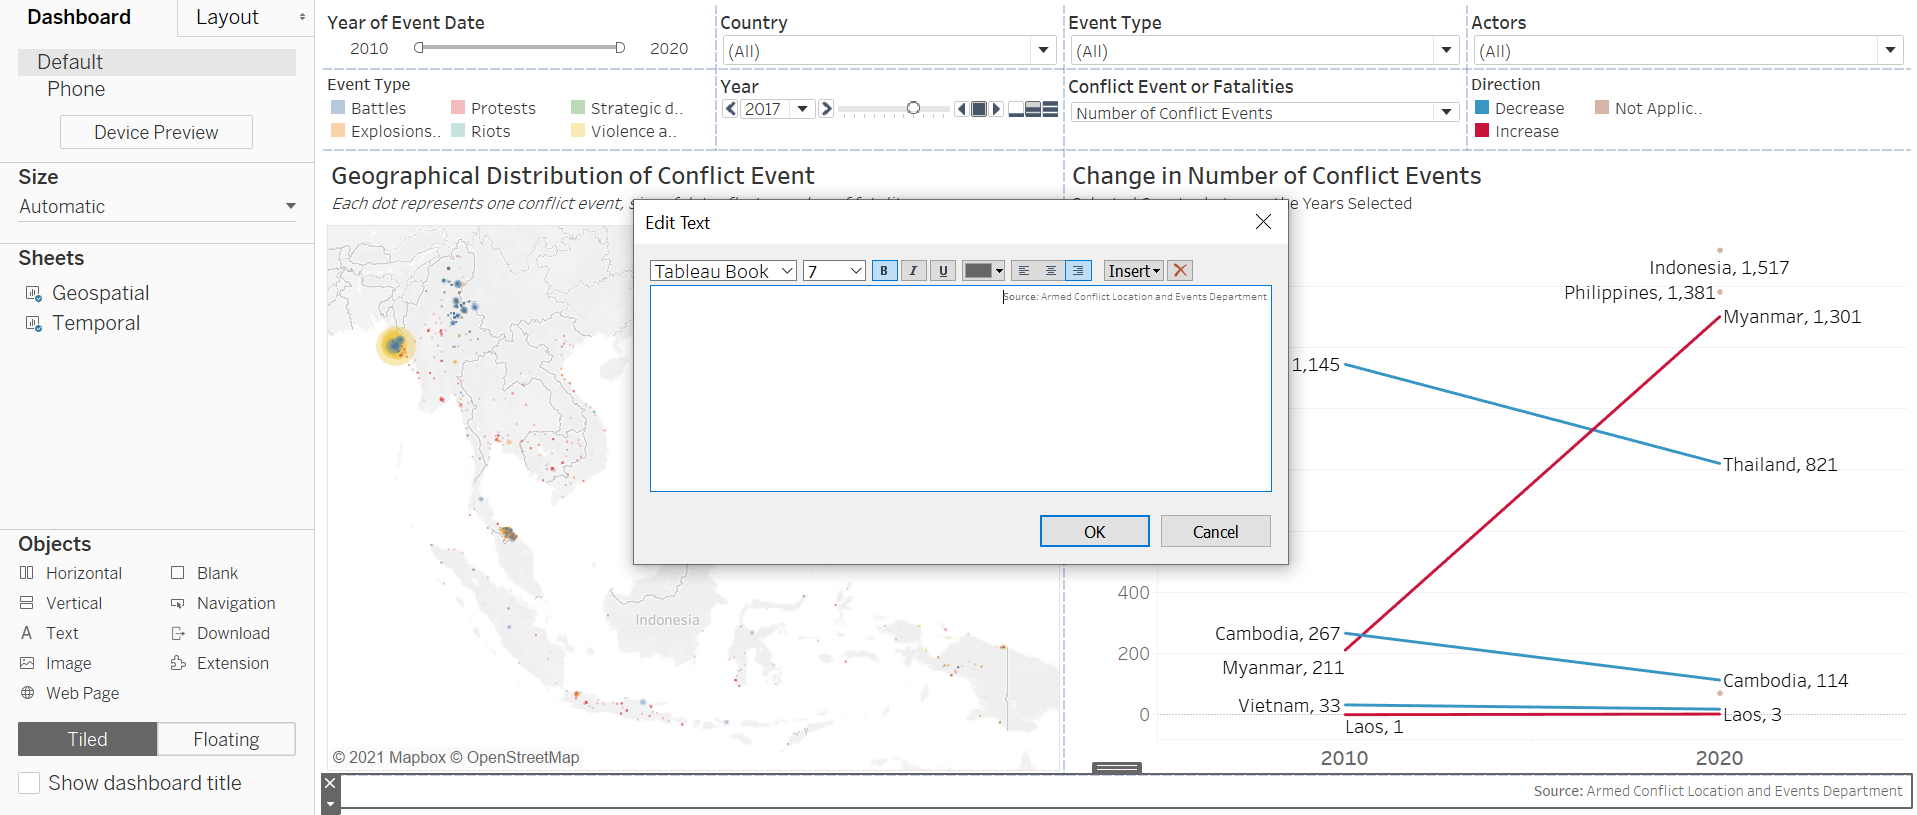 Dashboard
Layout
Default
Phone
Device Preview
Size
Automatic
Sheets
Geospatial
Temporal
Objects
Horizontal
Blank
Vertical
Navigation
Text
Download
Image
Extension
Web Page
Tiled
Floating
Show dashboard title
Year of Event Date
2010
2020
Country
(All)
Event Type
(All)
Actors
(All)
Event Type
Battles
Protests
Strategic d..
Explosions..
Riots
Violence a..
Year
2017
Conflict Event or Fatalities
Number of Conflict Events
Direction
Decrease
Not Applic..
Increase
Geographical Distribution of Conflict Event
Each dot represents one conflict event,
Indonesia
© 2021 Mapbox © OpenStreetMap
Change in Number of Conflict Events
the Years Selected
Edit Text
Tableau Book
7
B
I
U
Insert
Source: Armed Conflict Location and Events Department
OK
Cancel
Indonesia, 1,517
Philippines, 1,381
Myanmar, 1,301
1,145
Thailand, 821
400
Cambodia, 267
200
Myanmar, 211
Cambodia, 114
Vietnam, 33
0
Laos, 3
Laos, 1
2010
2020
Source: Armed Conflict Location and Events Department